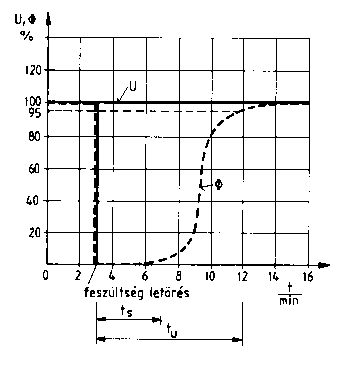 U,Φ
%
120
100
95
80
60
40
20
U
Φ
0 2 4 6 8 10 12 14 16
t
min
feszültség letörés
ts
tu